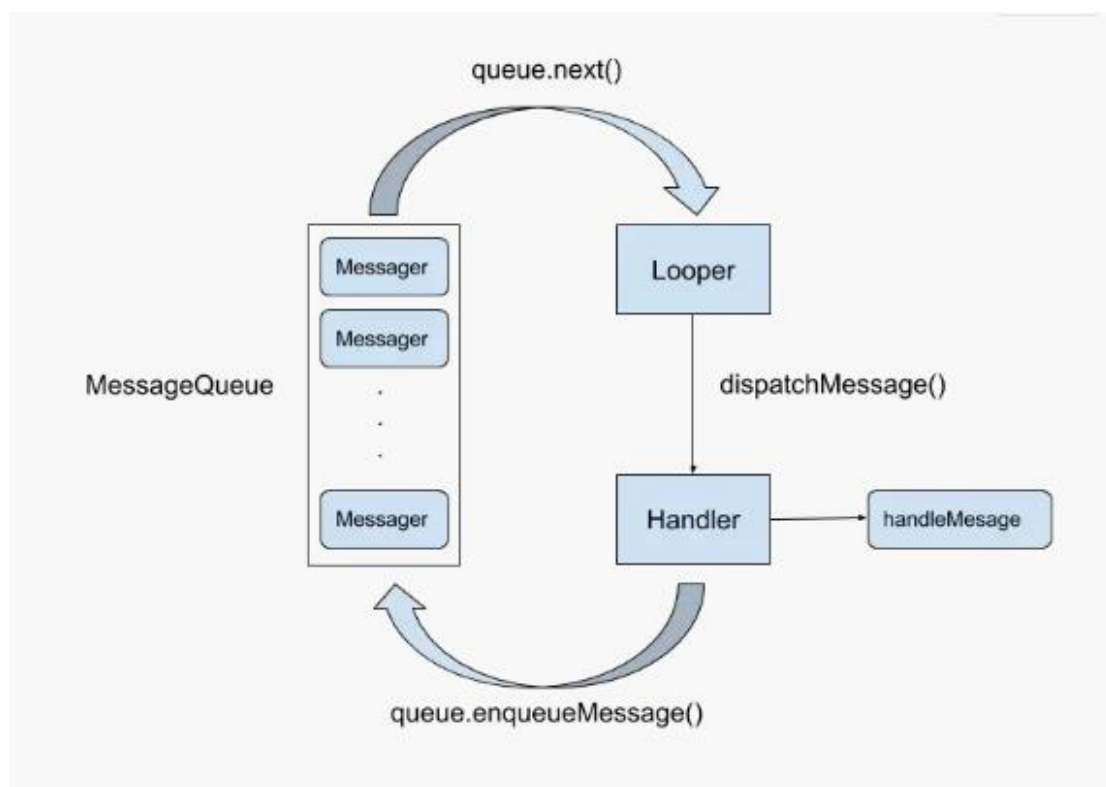 queue.next()
Messager
Looper
Messager
MessageQueue
dispatchMessage()
.
.
.
Messager
Handler
handleMesage
queue.enqueueMessage()